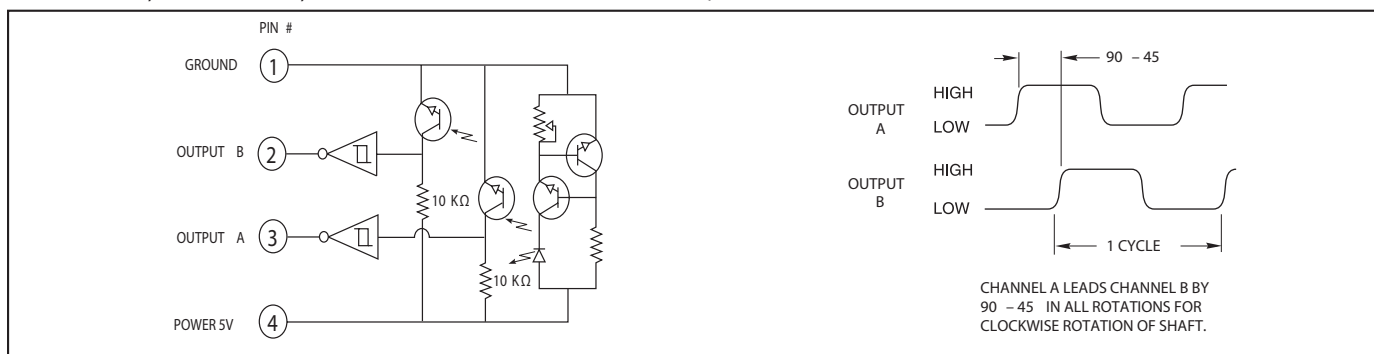 PIN #
GROUND 1
OUTPUT B 2
10 KΩ
OUTPUT A 3
10 KΩ
POWER 5V 4
90 – 45
OUTPUT
A
HIGH
LOW
OUTPUT
B
HIGH
LOW
1 CYCLE
CHANNEL A LEADS CHANNEL B BY
90 – 45 IN ALL ROTATIONS FOR
CLOCKWISE ROTATION OF SHAFT.